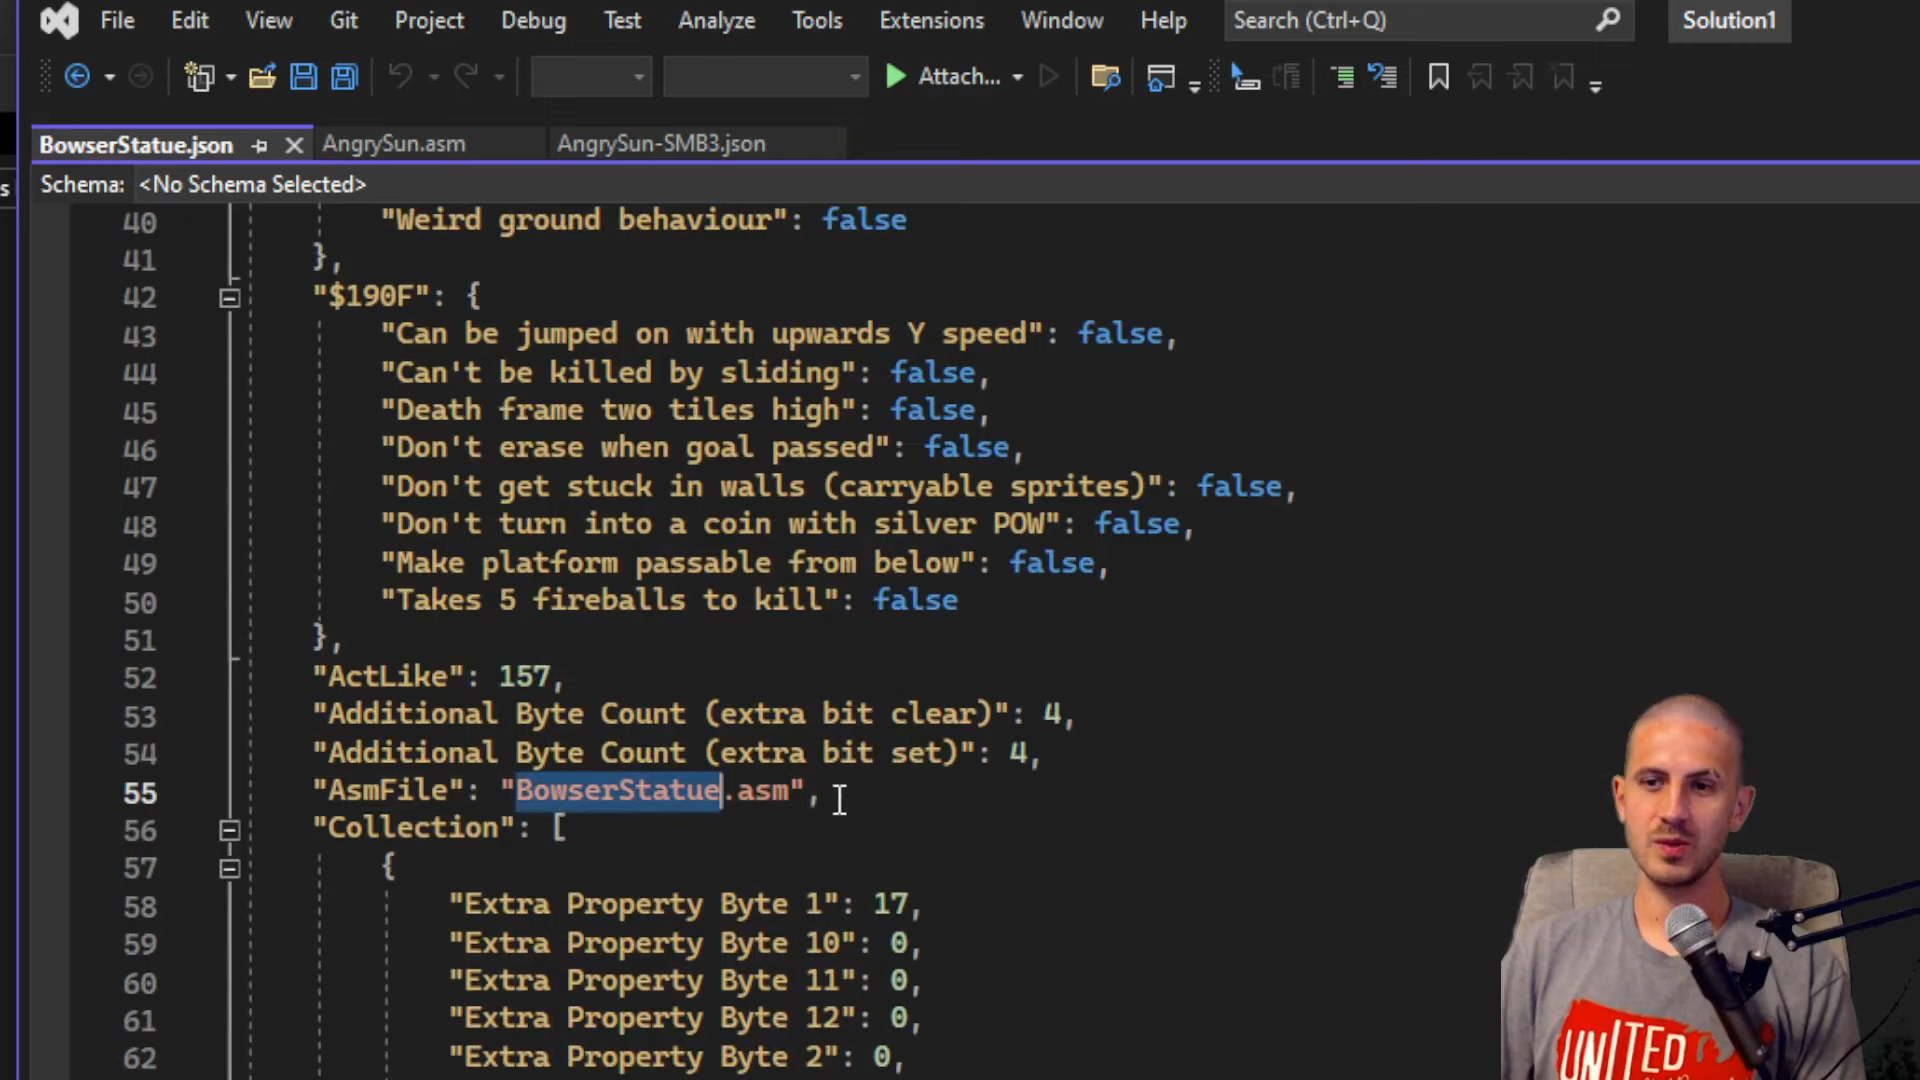 File Edit View Git Project Debug Test Analyze Tools Extensions Window Help Search (Ctrl+Q) Solution1
Attach...
BowserStatue.json AngrySun.asm AngrySun-SMB3.json
s Schema: <No Schema Selected>
40 "Weird ground behaviour": false
41 },
42 "$190F": {
43 "Can be jumped on with upwards Y speed": false,
44 "Can't be killed by sliding": false,
45 "Death frame two tiles high": false,
46 "Don't erase when goal passed": false,
47 "Don't get stuck in walls (carryable sprites)": false,
48 "Don't turn into a coin with silver POW": false,
49 "Make platform passable from below": false,
50 "Takes 5 fireballs to kill": false
51 },
52 "ActLike": 157,
53 "Additional Byte Count (extra bit clear)": 4,
54 "Additional Byte Count (extra bit set)": 4,
55 "AsmFile": "BowserStatue.asm",
56 "Collection": [
57 {
58 "Extra Property Byte 1": 17,
59 "Extra Property Byte 10": 0,
60 "Extra Property Byte 11": 0,
61 "Extra Property Byte 12": 0,
62 "Extra Property Byte 2": 0,
UNITED